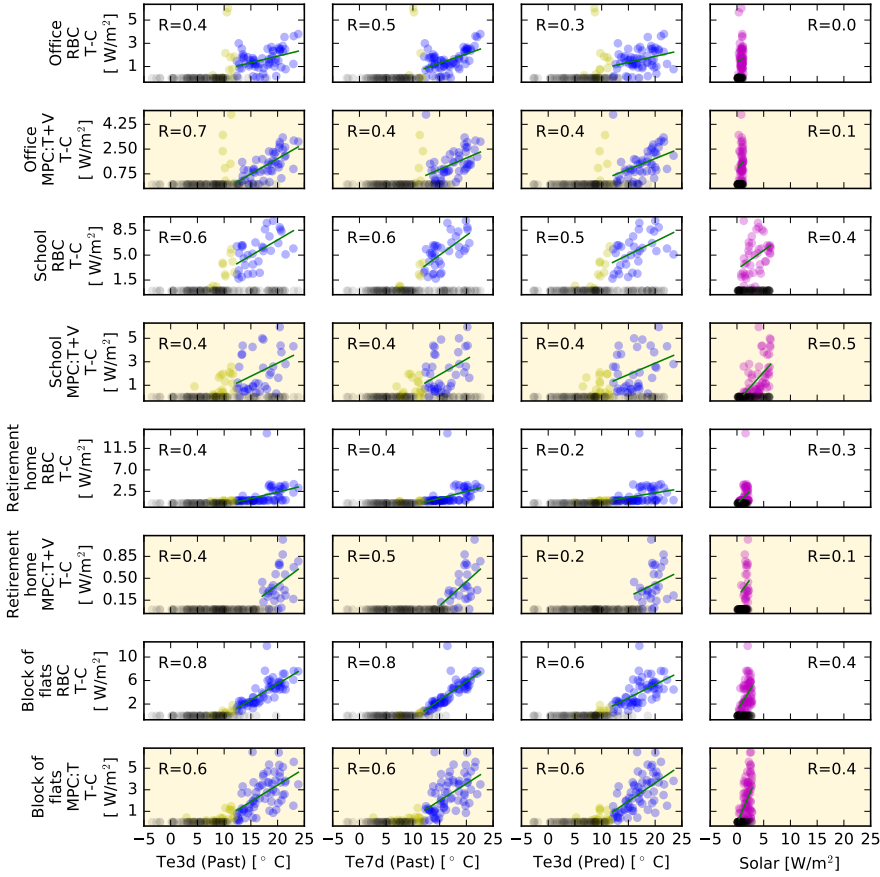 Office
RBC
T-C
[ W/m²]
5
3
1
R=0.4
R=0.5
R=0.3
R=0.0
Office
MPC:T+V
T-C
[ W/m²]
4.25
2.50
0.75
R=0.7
R=0.4
R=0.4
R=0.1
School
RBC
T-C
[ W/m²]
8.5
5.0
1.5
R=0.6
R=0.6
R=0.5
R=0.4
School
MPC:T+V
T-C
[ W/m²]
5
3
1
R=0.4
R=0.4
R=0.4
R=0.5
Retirement
home
RBC
T-C
[ W/m²]
11.5
7.0
2.5
R=0.4
R=0.4
R=0.2
R=0.3
Retirement
home
MPC:T+V
T-C
[ W/m²]
0.85
0.50
0.15
R=0.4
R=0.5
R=0.2
R=0.1
Block of
flats
RBC
T-C
[ W/m²]
10
6
2
R=0.8
R=0.8
R=0.6
R=0.4
Block of
flats
MPC:T
T-C
[ W/m²]
5
3
1
R=0.6
R=0.6
R=0.6
R=0.4
−5 0 5 10 15 20 25
−5 0 5 10 15 20 25
−5 0 5 10 15 20 25
−5 0 5 10 15 20 25
Te3d (Past) [° C]
Te7d (Past) [° C]
Te3d (Pred) [° C]
Solar [W/m²]